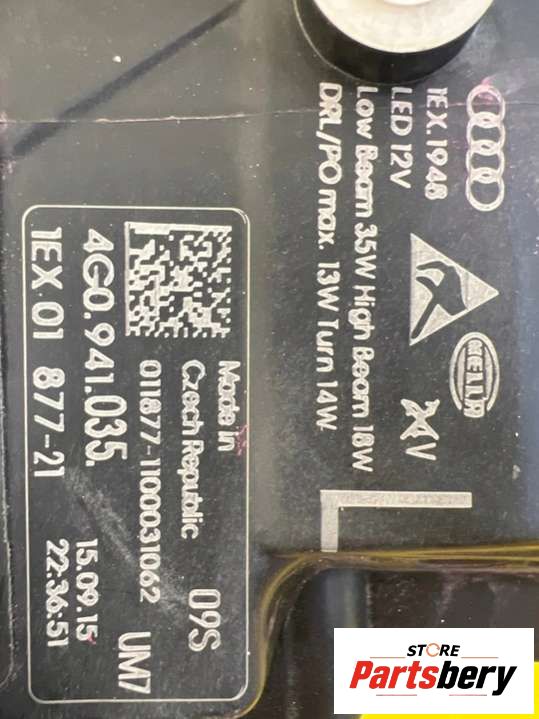 1EX.1948
LED 12V
Low Beam 35W High Beam 18W
DRL/PO max. 13W Turn 14W
HELLA
Made in
Czech Republic
09S
011877-1100031062
UM7
4G0.941.035.
15.09.15
1EX 01 877-21
22:36:51
L
STORE
Partsbery